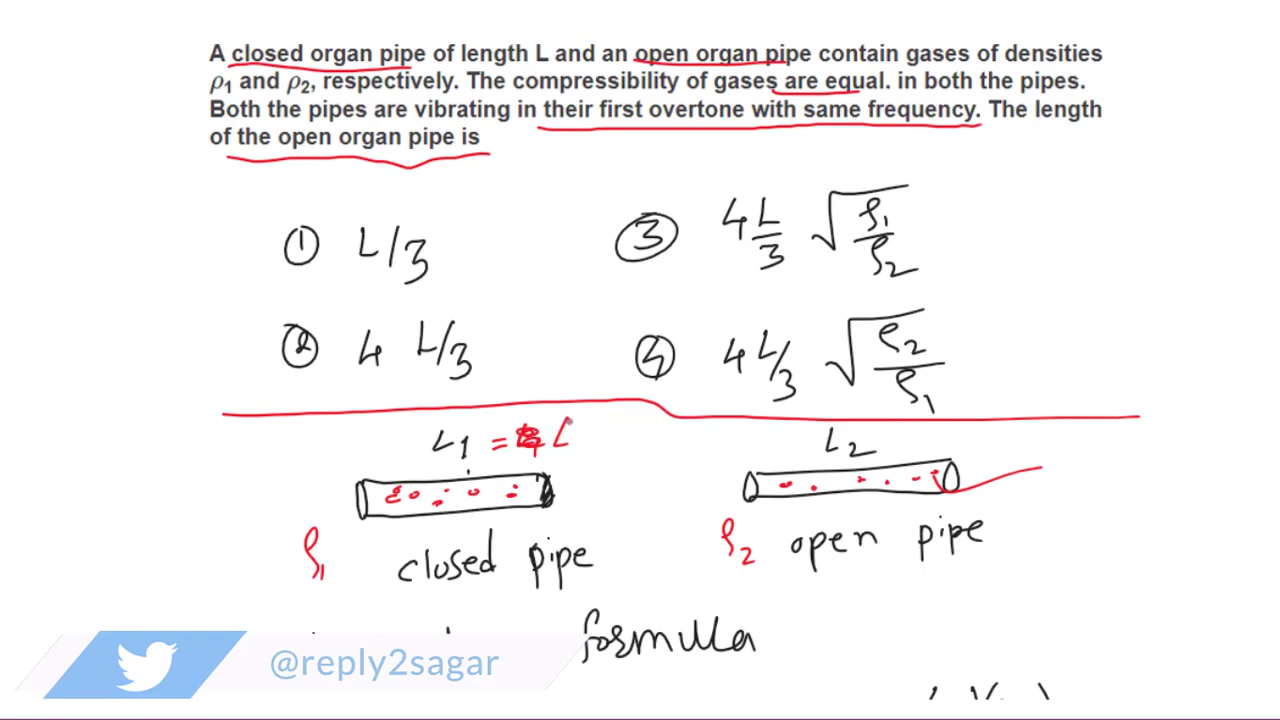 A closed organ pipe of length L and an open organ pipe contain gases of densities
ρ1 and ρ2, respectively. The compressibility of gases are equal. in both the pipes.
Both the pipes are vibrating in their first overtone with same frequency. The length
of the open organ pipe is
① L/3
③ 4L/3 √ρ1/ρ2
② 4 L/3
④ 4L/3 √ρ2/ρ1
L1 = L
L2
ρ1 closed pipe
ρ2 open pipe
formulla
@reply2sagar